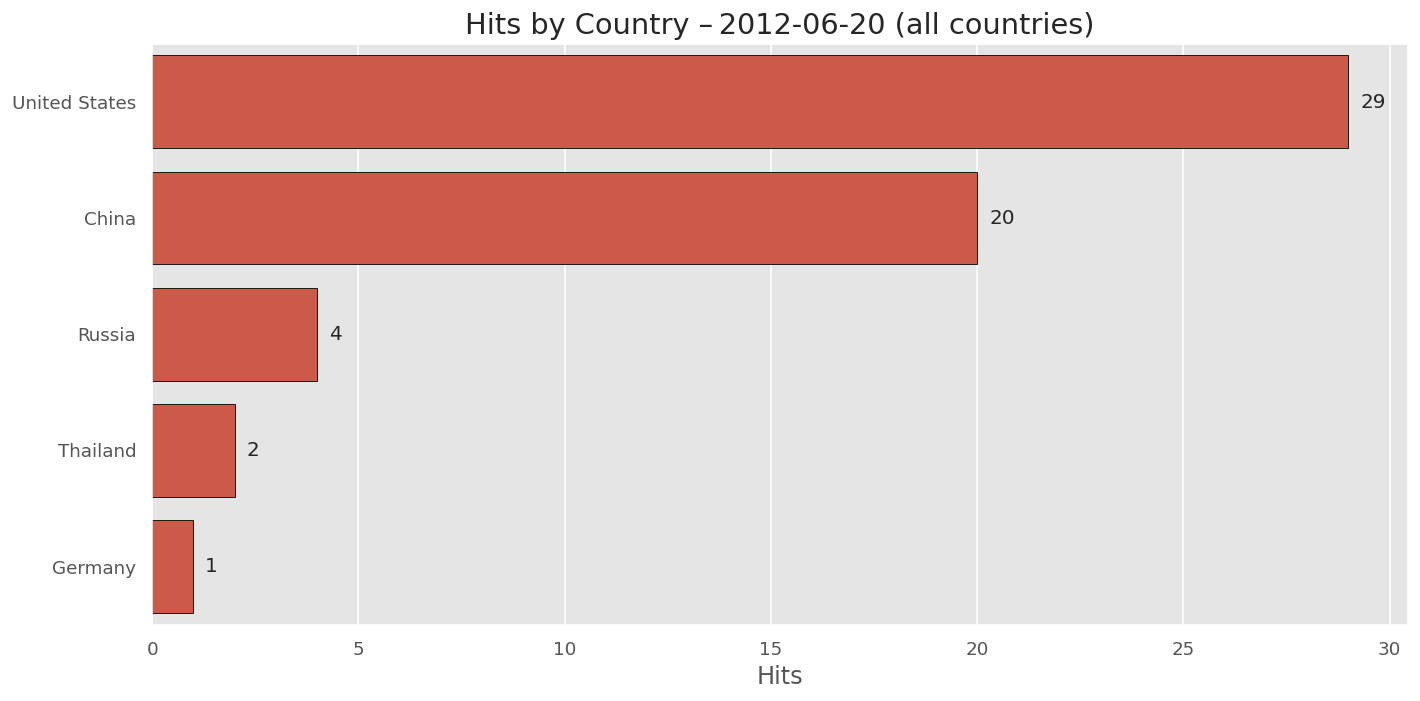 Hits by Country – 2012-06-20 (all countries)
United States 29
China 20
Russia 4
Thailand 2
Germany 1
0 5 10 15 20 25 30
Hits